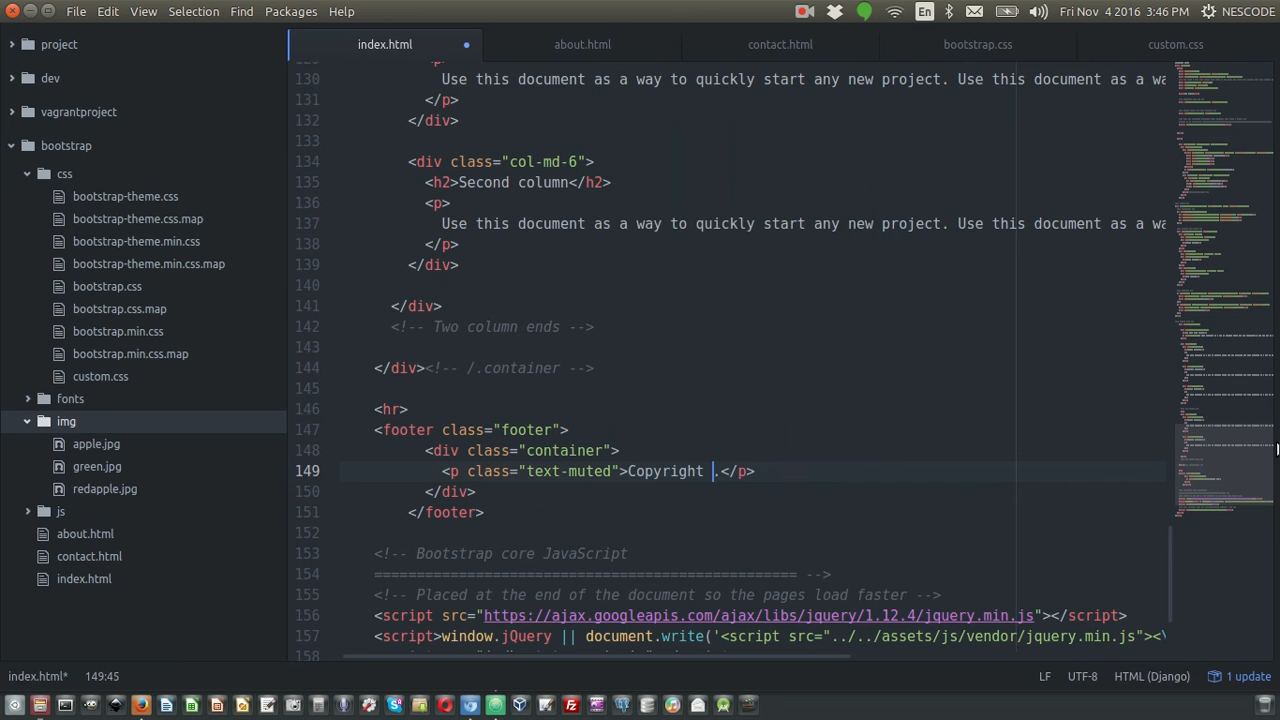 File Edit View Selection Find Packages Help
En
Fri Nov 4 2016 3:46 PM
NESCODE
project
dev
vagrantproject
bootstrap
css
bootstrap-theme.css
bootstrap-theme.css.map
bootstrap-theme.min.css
bootstrap-theme.min.css.map
bootstrap.css
bootstrap.css.map
bootstrap.min.css
bootstrap.min.css.map
custom.css
fonts
img
apple.jpg
green.jpg
redapple.jpg
js
about.html
contact.html
index.html
index.html about.html contact.html bootstrap.css custom.css
129 <p>
130 Use this document as a way to quickly start any new project. Use this document as a wa
131 </p>
132 </div>
133
134 <div class="col-md-6">
135 <h2>Second column</h2>
136 <p>
137 Use this document as a way to quickly start any new project. Use this document as a wa
138 </p>
139 </div>
140
141 </div>
142 <!-- Two column ends -->
143
144 </div><!-- /.container -->
145
146 <hr>
147 <footer class="footer">
148 <div class="container">
149 <p class="text-muted">Copyright .</p>
150 </div>
151 </footer>
152
153 <!-- Bootstrap core JavaScript
154 ================================================== -->
155 <!-- Placed at the end of the document so the pages load faster -->
156 <script src="https://ajax.googleapis.com/ajax/libs/jquery/1.12.4/jquery.min.js"></script>
157 <script>window.jQuery || document.write('<script src="../../assets/js/vendor/jquery.min.js"><\
158
index.html* 149:45
LF UTF-8 HTML (Django) 1 update